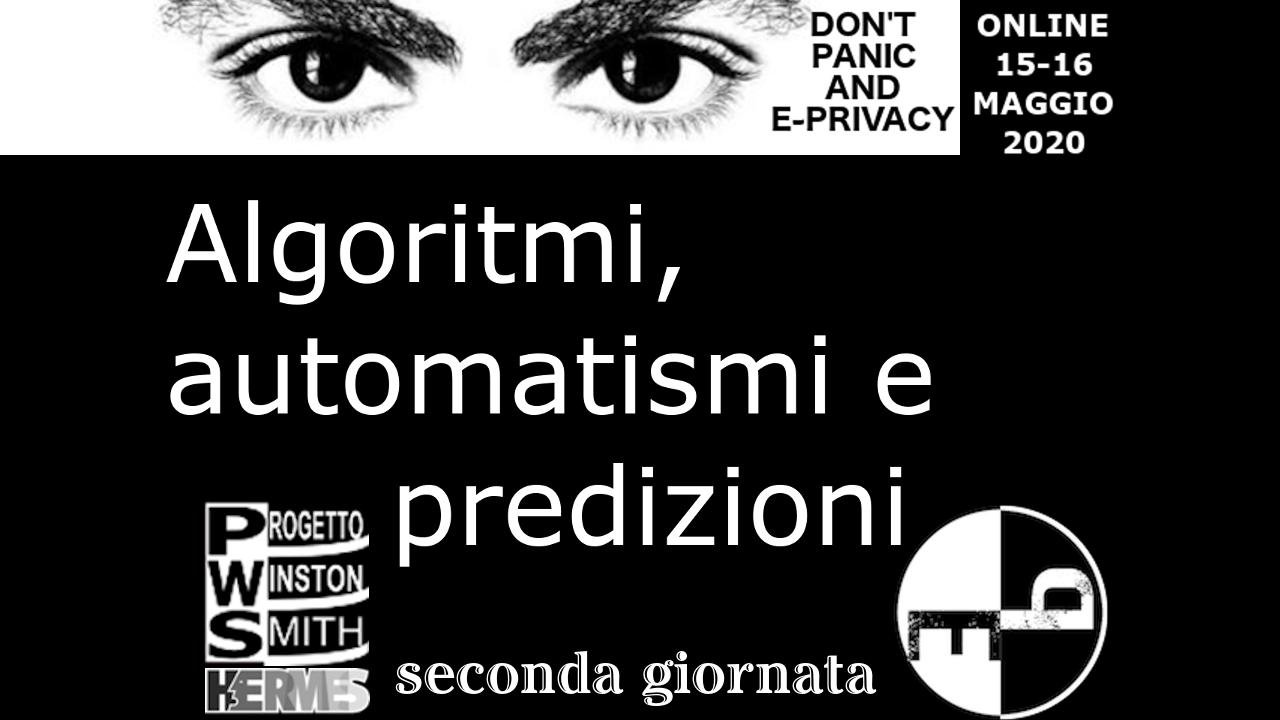 DON'T
PANIC
AND
E-PRIVACY
ONLINE
15-16
MAGGIO
2020
Algoritmi,
automatismi e
predizioni
PROGETTO
WINSTON
SMITH
HERMES
seconda giornata